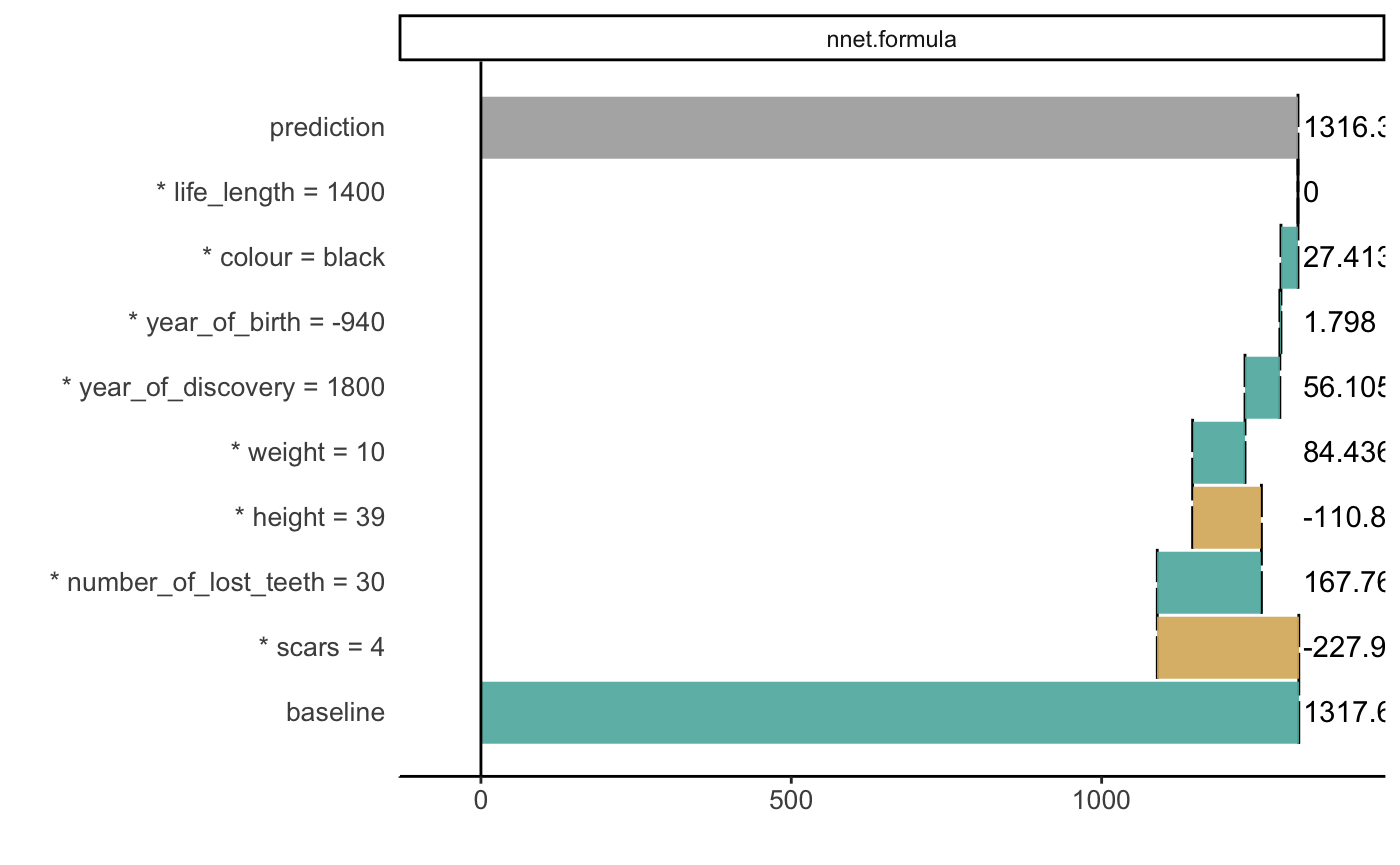 nnet.formula
prediction 1316.3
* life_length = 1400 0
* colour = black 27.413
* year_of_birth = -940 1.798
* year_of_discovery = 1800 56.105
* weight = 10 84.436
* height = 39 -110.8
* number_of_lost_teeth = 30 167.76
* scars = 4 -227.9
baseline 1317.6
0 500 1000